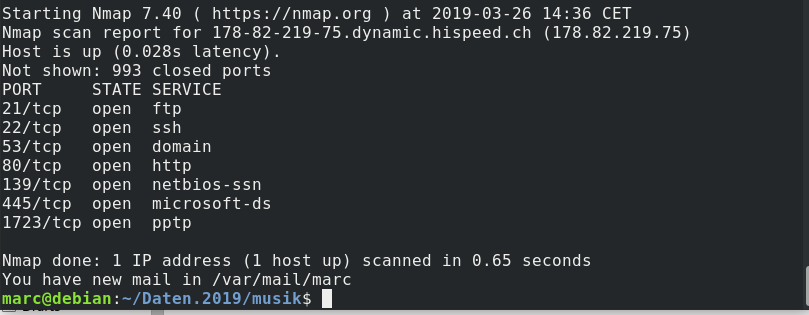 Starting Nmap 7.40 ( https://nmap.org ) at 2019-03-26 14:36 CET
Nmap scan report for 178-82-219-75.dynamic.hispeed.ch (178.82.219.75)
Host is up (0.028s latency).
Not shown: 993 closed ports
PORT     STATE SERVICE
21/tcp   open  ftp
22/tcp   open  ssh
53/tcp   open  domain
80/tcp   open  http
139/tcp  open  netbios-ssn
445/tcp  open  microsoft-ds
1723/tcp open  pptp

Nmap done: 1 IP address (1 host up) scanned in 0.65 seconds
You have new mail in /var/mail/marc
marc@debian:~/Daten.2019/musik$